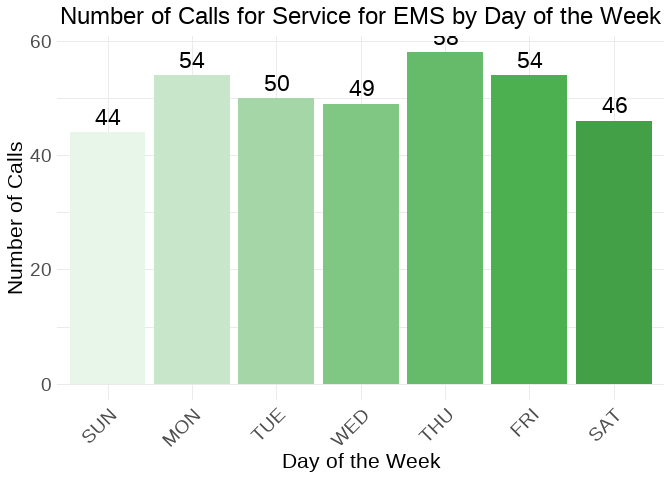 Number of Calls for Service for EMS by Day of the Week
60
58
54
54
50
49
46
44
40
20
0
Number of Calls
SUN
MON
TUE
WED
THU
FRI
SAT
Day of the Week